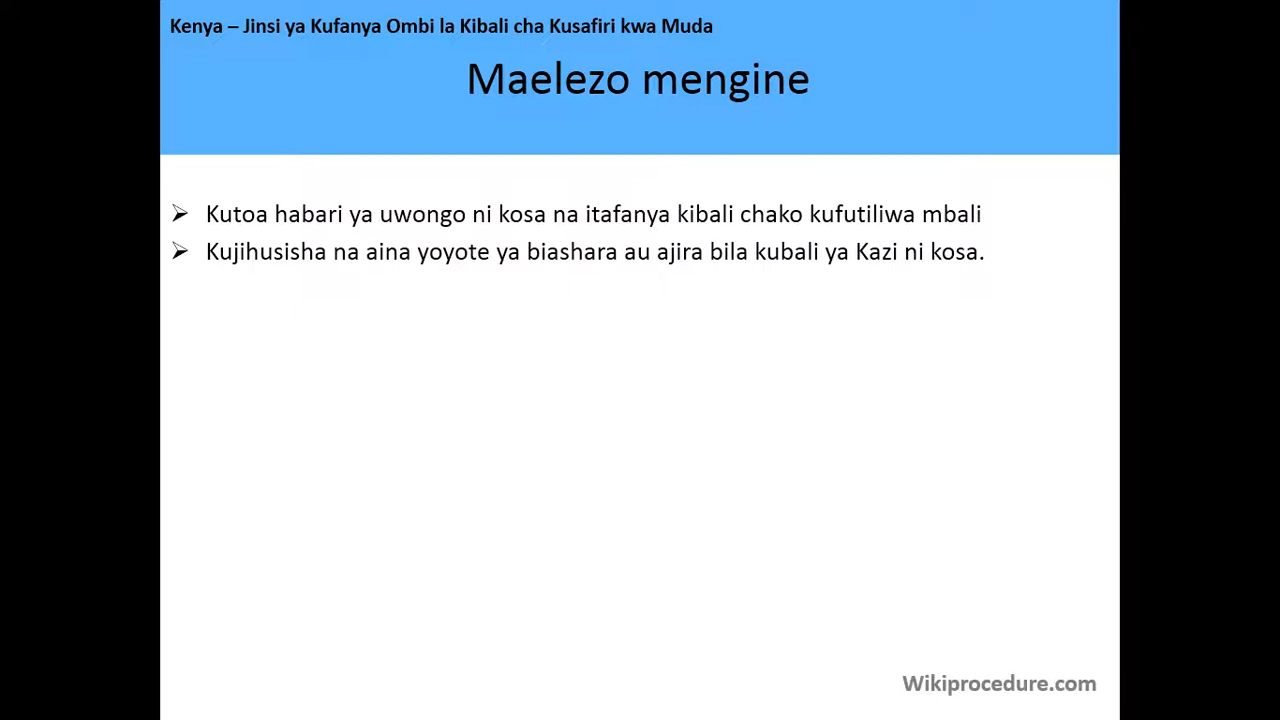 Kenya – Jinsi ya Kufanya Ombi la Kibali cha Kusafiri kwa Muda
Maelezo mengine
➢ Kutoa habari ya uwongo ni kosa na itafanya kibali chako kufutiliwa mbali
➢ Kujihusisha na aina yoyote ya biashara au ajira bila kubali ya Kazi ni kosa.
Wikiprocedure.com